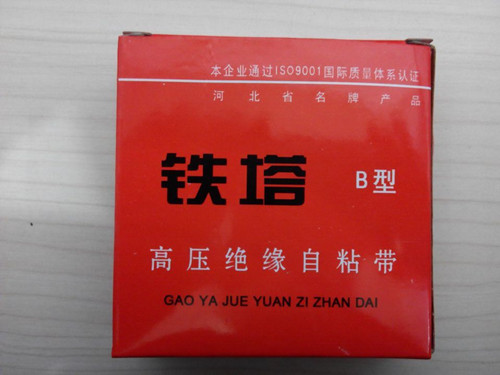 本企业通过ISO9001国际质量体系认证
河北省名牌产品
铁塔 B型
高压绝缘自粘带
GAO YA JUE YUAN ZI ZHAN DAI